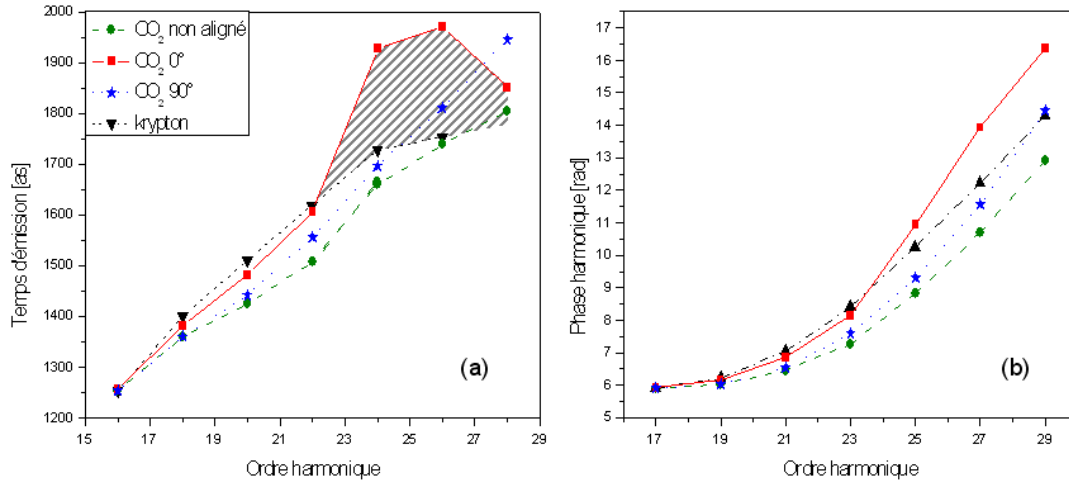 2000
1900
1800
1700
1600
1500
1400
1300
1200
15 17 19 21 23 25 27 29
Temps démission [as]
Ordre harmonique
CO2 non aligné
CO2 0°
CO2 90°
krypton
(a)
17
16
15
14
13
12
11
10
9
8
7
6
5
17 19 21 23 25 27 29
Phase harmonique [rad]
Ordre harmonique
(b)